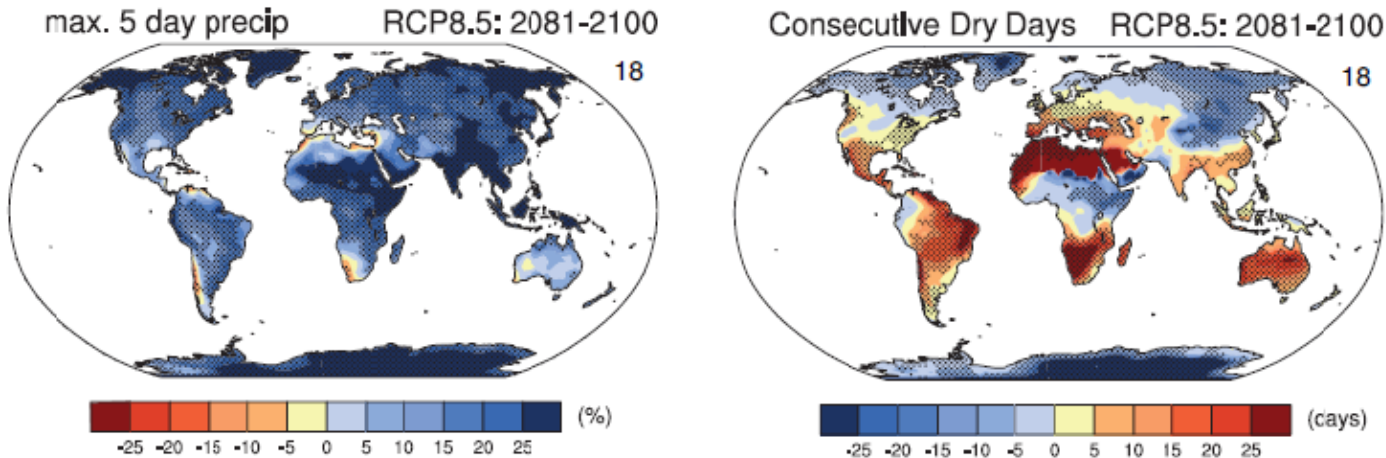 max. 5 day precip RCP8.5: 2081-2100
18
-25 -20 -15 -10 -5 0 5 10 15 20 25 (%)
Consecutive Dry Days RCP8.5: 2081-2100
18
-25 -20 -15 -10 -5 0 5 10 15 20 25 (days)